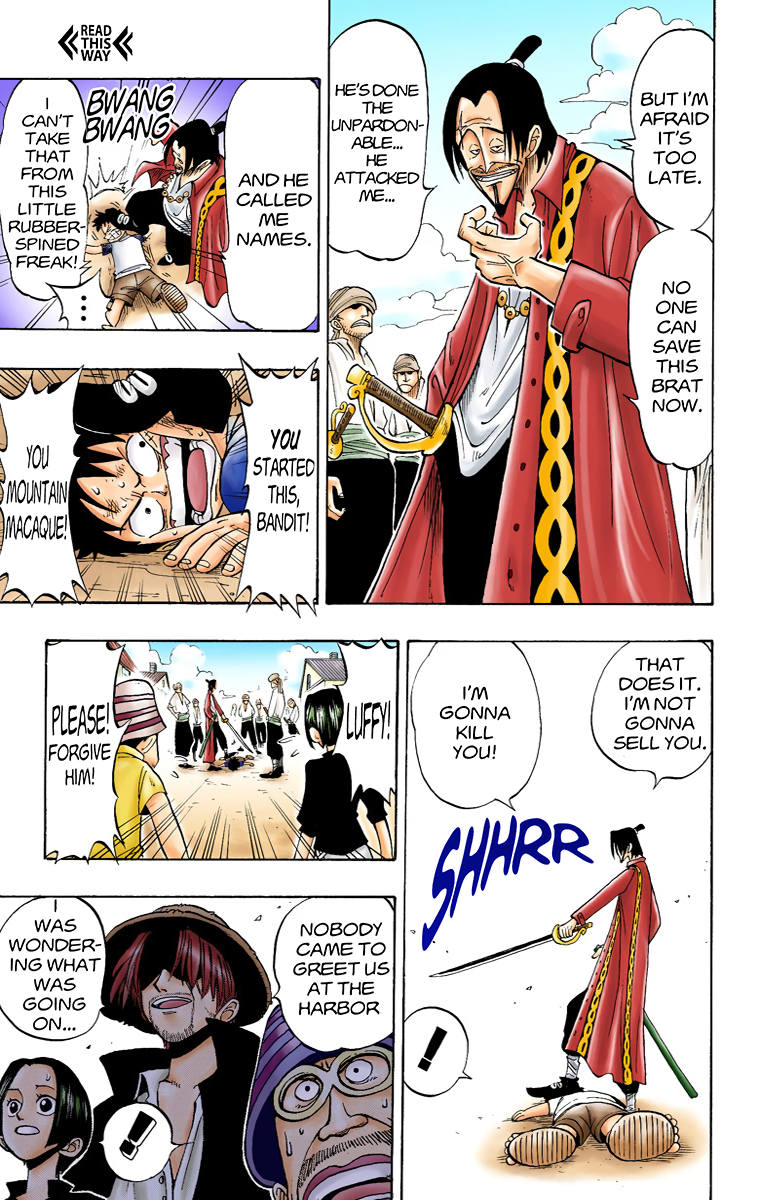 READ
THIS
WAY
BUT I'M
AFRAID
IT'S
TOO
LATE.
NO
ONE
CAN
SAVE
THIS
BRAT
NOW.
HE'S DONE
THE
UNPARDON-
ABLE...
HE
ATTACKED
ME...
AND HE
CALLED
ME
NAMES.
BWANG
BWANG
I
CAN'T
TAKE
THAT
FROM
THIS
LITTLE
RUBBER-
SPINED
FREAK!
...
YOU
STARTED
THIS,
BANDIT!
YOU
MOUNTAIN
MACAQUE!
THAT
DOES IT.
I'M NOT
GONNA
SELL YOU.
I'M
GONNA
KILL
YOU!
SHHRR
!
LUFFY!
PLEASE!
FORGIVE
HIM!
NOBODY
CAME TO
GREET US
AT THE
HARBOR
I
WAS
WONDER-
ING WHAT
WAS
GOING
ON...
!